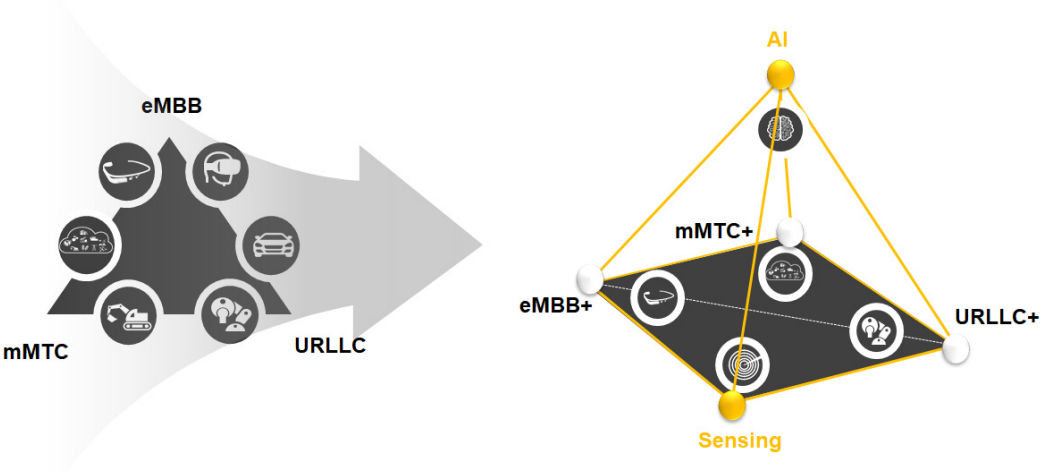 eMBB
mMTC
URLLC
AI
mMTC+
eMBB+
URLLC+
Sensing